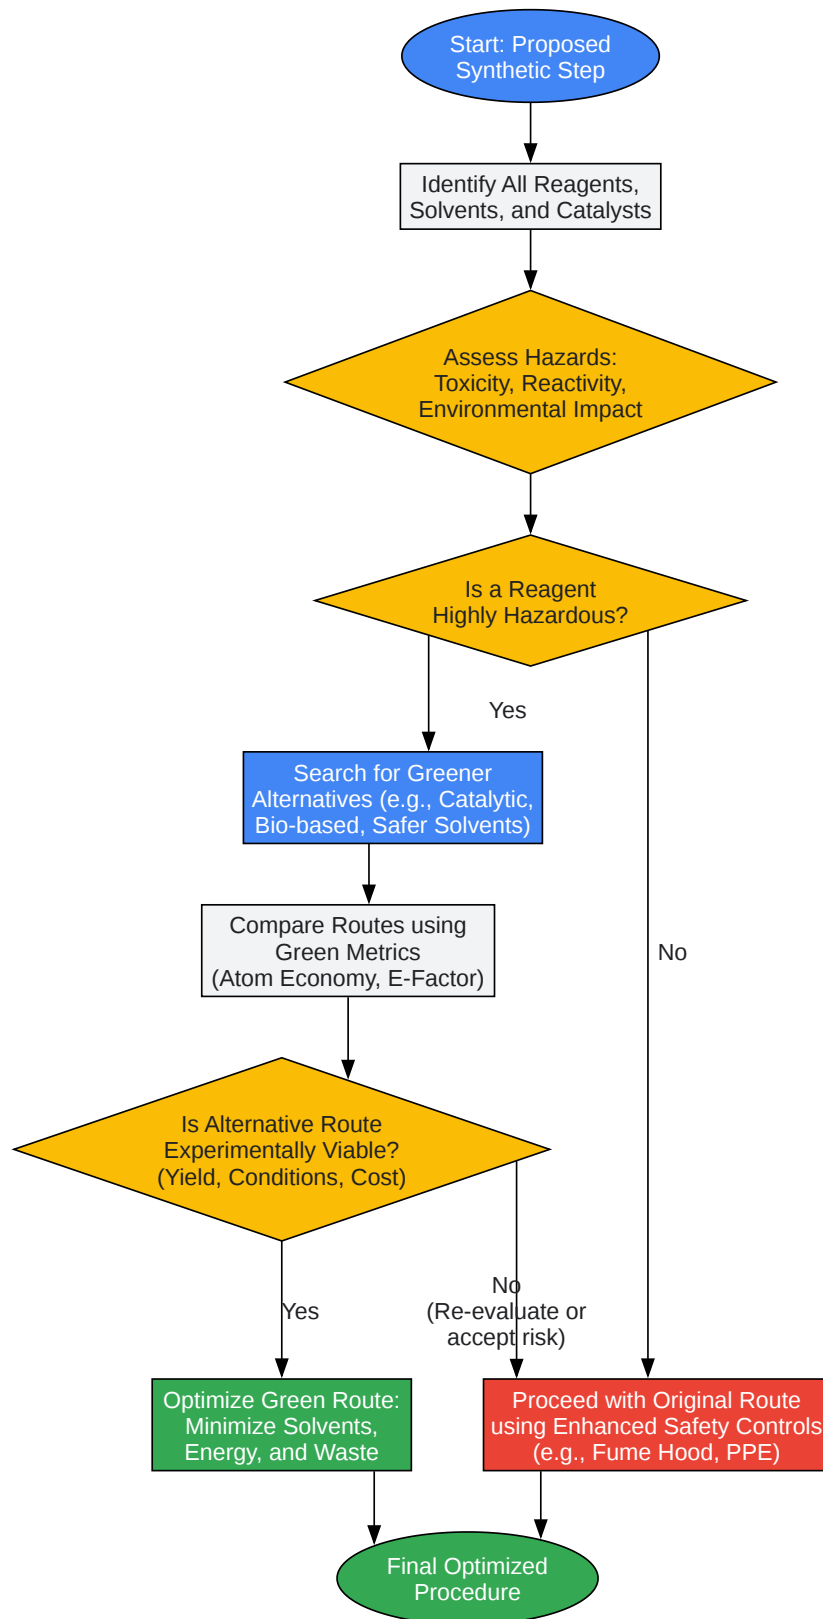 Start: Proposed
Synthetic Step
Identify All Reagents,
Solvents, and Catalysts
Assess Hazards:
Toxicity, Reactivity,
Environmental Impact
Is a Reagent
Highly Hazardous?
Yes
Search for Greener
Alternatives (e.g., Catalytic,
Bio-based, Safer Solvents)
Compare Routes using
Green Metrics
(Atom Economy, E-Factor)
No
Is Alternative Route
Experimentally Viable?
(Yield, Conditions, Cost)
Yes
No
(Re-evaluate or
accept risk)
Optimize Green Route:
Minimize Solvents,
Energy, and Waste
Proceed with Original Route
using Enhanced Safety Controls
(e.g., Fume Hood, PPE)
Final Optimized
Procedure